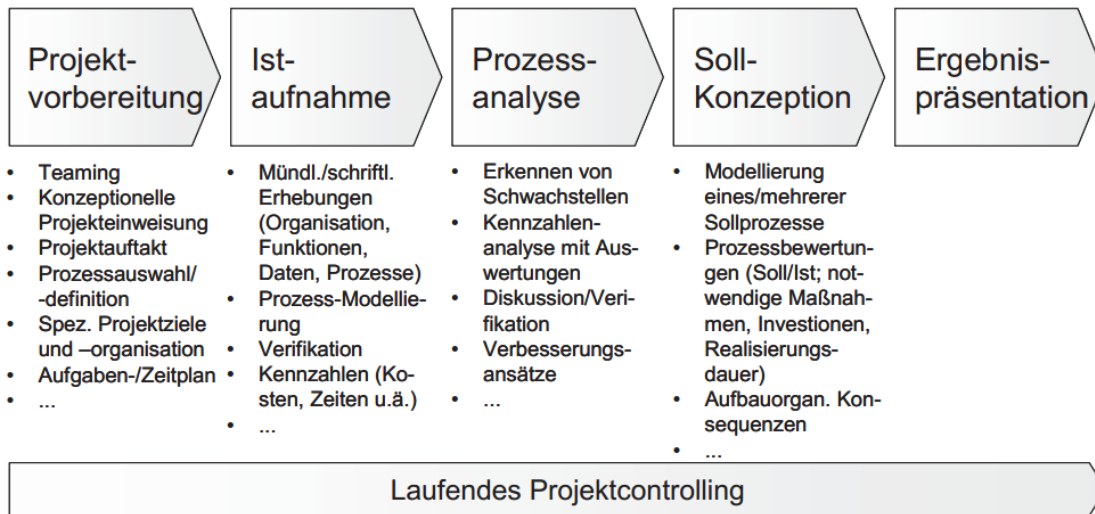 Projekt-
vorbereitung
Ist-
aufnahme
Prozess-
analyse
Soll-
Konzeption
Ergebnis-
präsentation
• Teaming
• Konzeptionelle
Projekteinweisung
• Projektauftakt
• Prozessauswahl/
-definition
• Spez. Projektziele
und –organisation
• Aufgaben-/Zeitplan
• ...
• Mündl./schriftl.
Erhebungen
(Organisation,
Funktionen,
Daten, Prozesse)
• Prozess-Modellie-
rung
• Verifikation
• Kennzahlen (Ko-
sten, Zeiten u.ä.)
• ...
• Erkennen von
Schwachstellen
• Kennzahlen-
analyse mit Aus-
wertungen
• Diskussion/Veri-
fikation
• Verbesserungs-
ansätze
• ...
• Modellierung
eines/mehrerer
Sollprozesse
• Prozessbewertun-
gen (Soll/Ist; not-
wendige Maßnah-
men, Investionen,
Realisierungs-
dauer)
• Aufbauorgan. Kon-
sequenzen
• ...
Laufendes Projektcontrolling